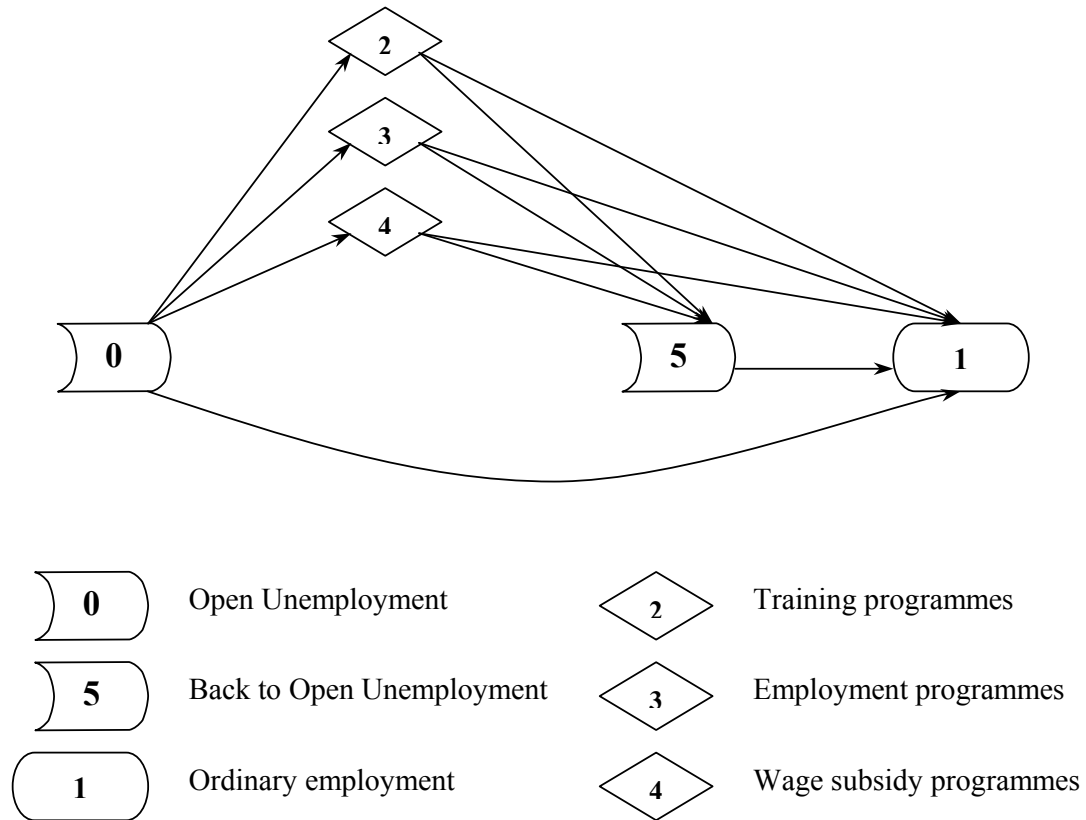 2
3
4
0
5
1
0 Open Unemployment
2 Training programmes
5 Back to Open Unemployment
3 Employment programmes
1 Ordinary employment
4 Wage subsidy programmes